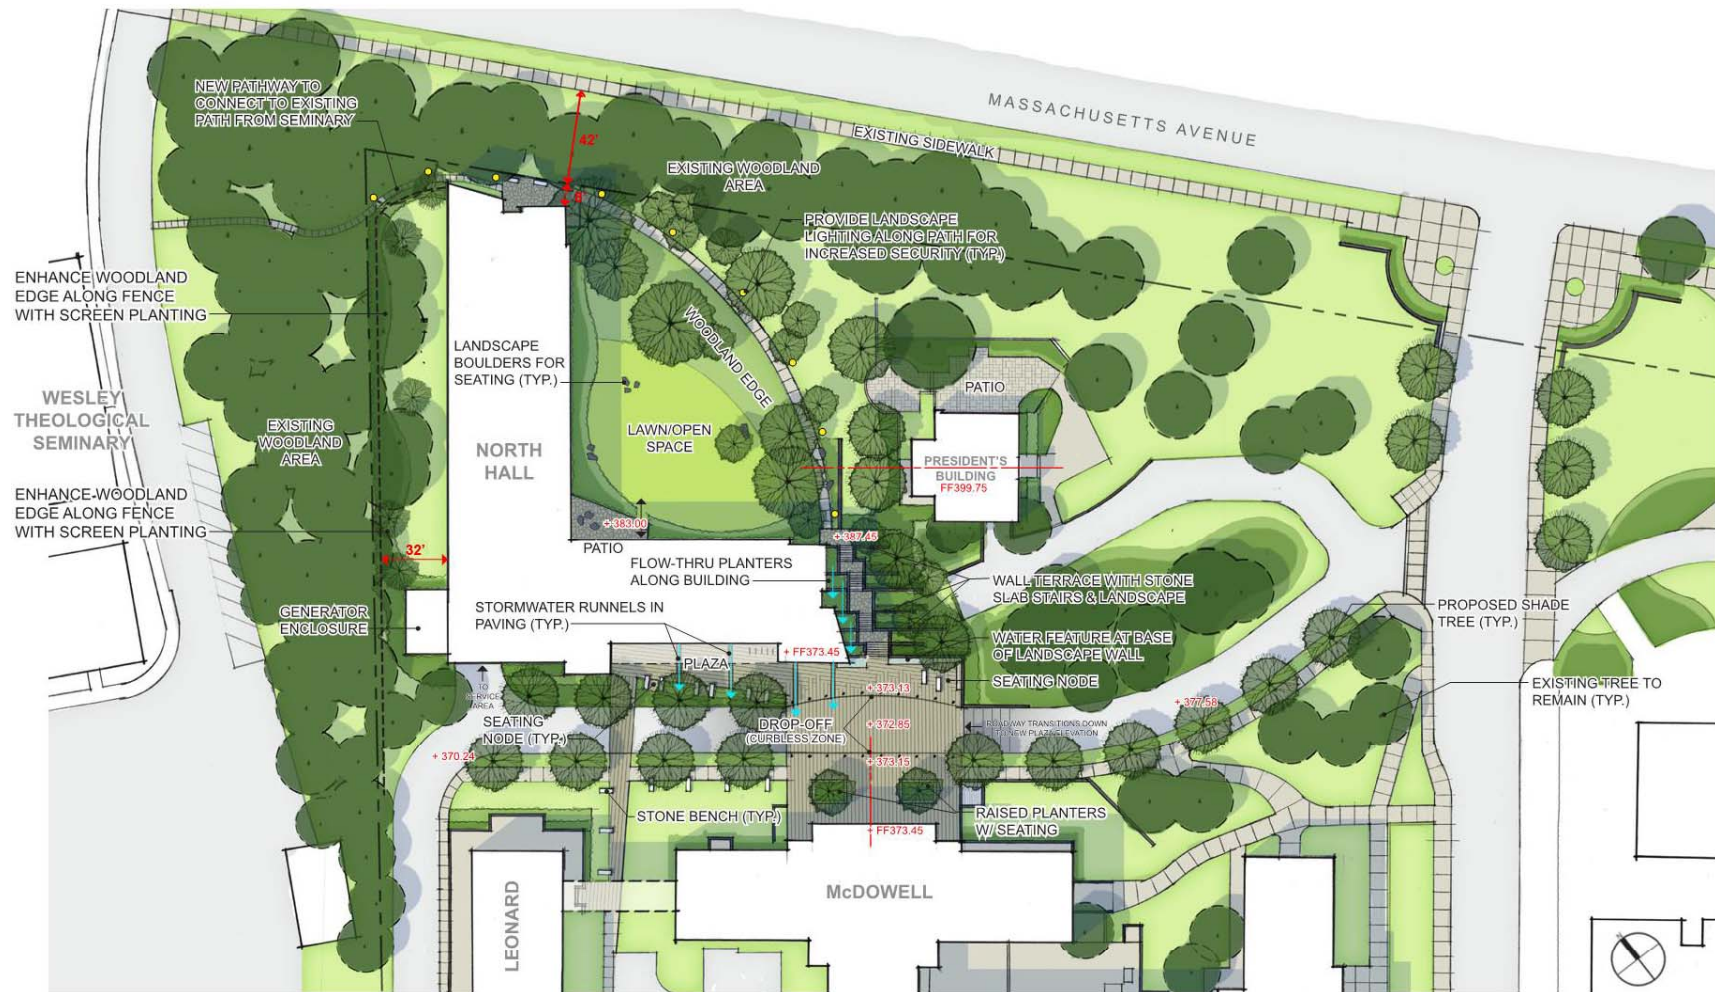 MASSACHUSETTS AVENUE
NEW PATHWAY TO
CONNECT TO EXISTING
PATH FROM SEMINARY
42'
EXISTING SIDEWALK
EXISTING WOODLAND
AREA
8'
PROVIDE LANDSCAPE
LIGHTING ALONG PATH FOR
INCREASED SECURITY (TYP.)
ENHANCE WOODLAND
EDGE ALONG FENCE
WITH SCREEN PLANTING
LANDSCAPE
BOULDERS FOR
SEATING (TYP.)
WOODLAND EDGE
PATIO
WESLEY
THEOLOGICAL
SEMINARY
EXISTING
WOODLAND
AREA
NORTH
HALL
LAWN/OPEN
SPACE
PRESIDENT'S
BUILDING
FF399.75
ENHANCE WOODLAND
EDGE ALONG FENCE
WITH SCREEN PLANTING
+ 383.00
+ 387.45
32'
PATIO
FLOW-THRU PLANTERS
ALONG BUILDING
WALL TERRACE WITH STONE
SLAB STAIRS & LANDSCAPE
GENERATOR
ENCLOSURE
STORMWATER RUNNELS IN
PAVING (TYP.)
PROPOSED SHADE
TREE (TYP.)
WATER FEATURE AT BASE
OF LANDSCAPE WALL
+ FF373.45
PLAZA
SEATING NODE
TO
SERVICE
AREA
+ 373.13
EXISTING TREE TO
REMAIN (TYP.)
+ 377.58
SEATING
NODE (TYP.)
DROP-OFF
(CURBLESS ZONE)
+ 372.85
ROADWAY TRANSITIONS DOWN
TO NEW PLAZA ELEVATION
+ 370.24
+ 373.15
STONE BENCH (TYP.)
RAISED PLANTERS
W/ SEATING
+ FF373.45
LEONARD
McDOWELL